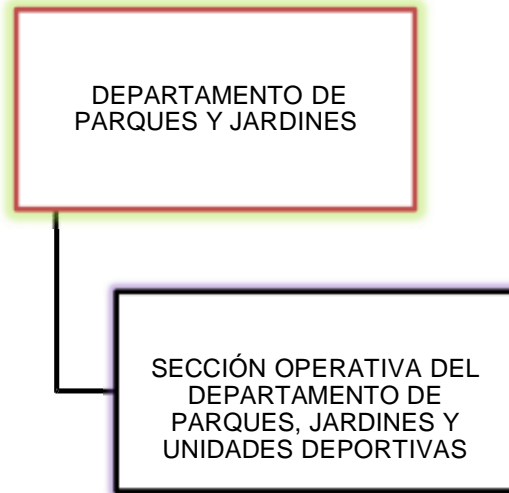 DEPARTAMENTO DE
PARQUES Y JARDINES
SECCIÓN OPERATIVA DEL
DEPARTAMENTO DE
PARQUES, JARDINES Y
UNIDADES DEPORTIVAS